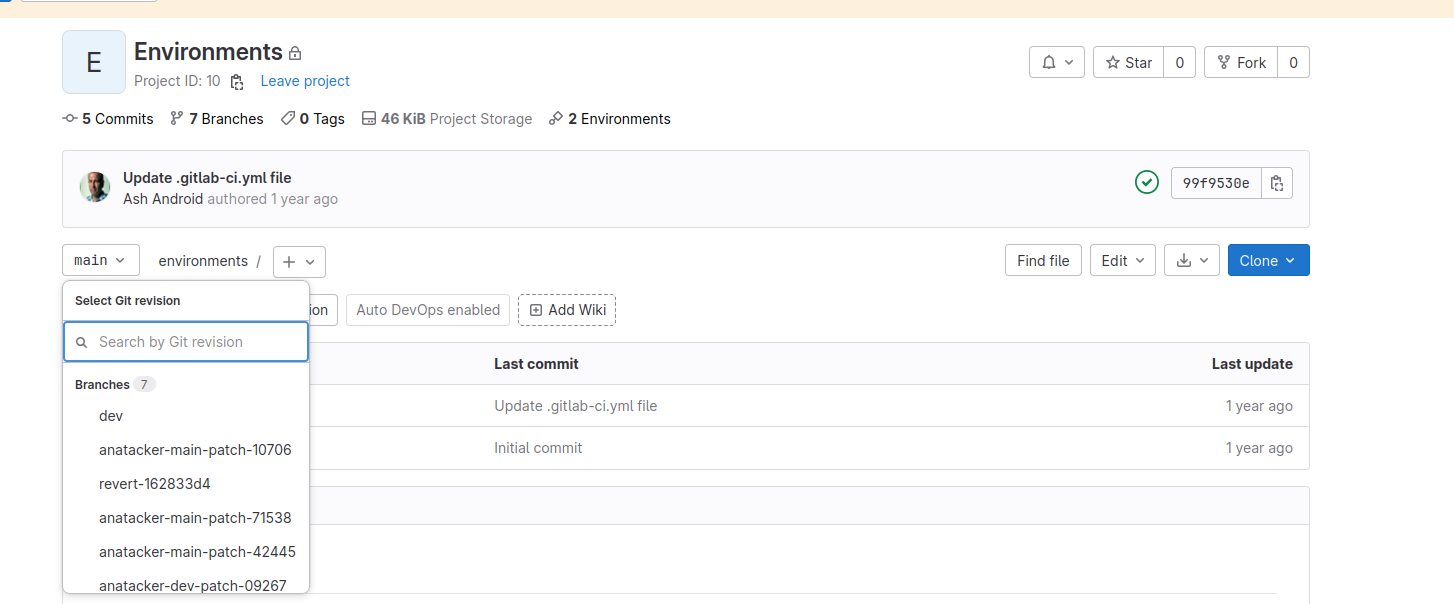 E
Environments
Project ID: 10 Leave project
Star 0 Fork 0
5 Commits 7 Branches 0 Tags 46 KiB Project Storage 2 Environments
Update .gitlab-ci.yml file
Ash Android authored 1 year ago
99f9530e
main environments / +
Find file Edit Clone
Select Git revision
ion Auto DevOps enabled Add Wiki
Search by Git revision
Last commit Last update
Branches 7
dev
Update .gitlab-ci.yml file 1 year ago
anatacker-main-patch-10706
Initial commit 1 year ago
revert-162833d4
anatacker-main-patch-71538
anatacker-main-patch-42445
anatacker-dev-patch-09267